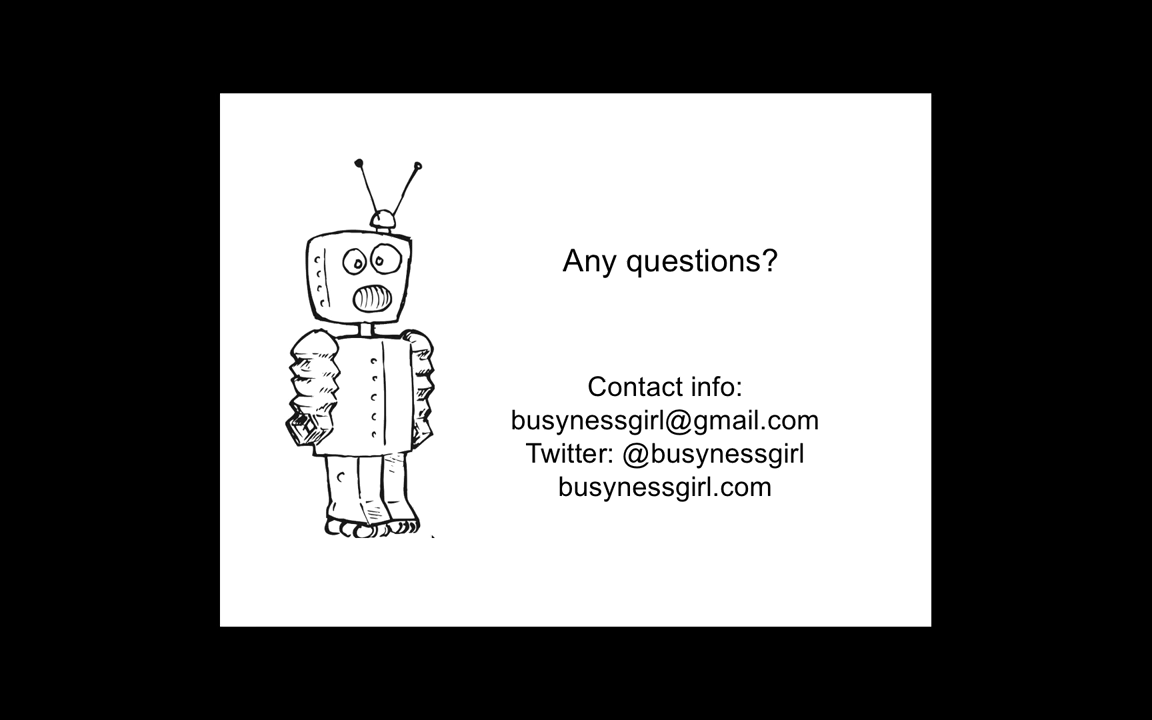 Any questions?
Contact info:
busynessgirl@gmail.com
Twitter: @busynessgirl
busynessgirl.com